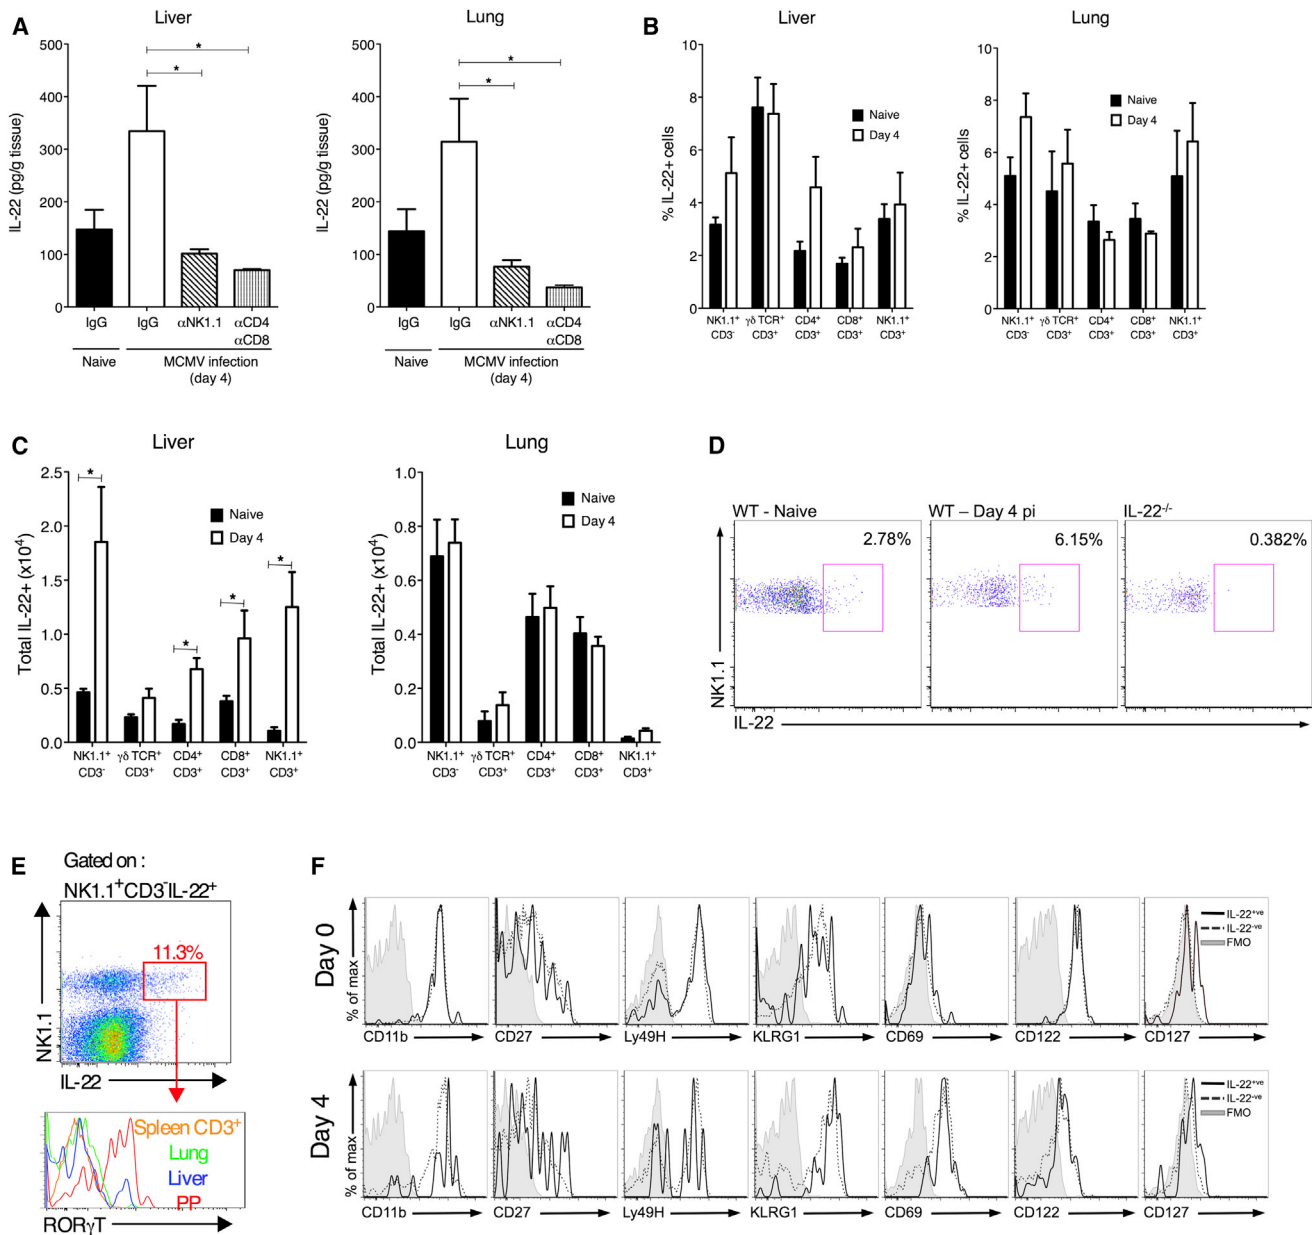 A
Liver
Lung
IL-22 (pg/g tissue)
500
400
300
200
100
0
*
*
IgG
IgG
αNK1.1
αCD4
αCD8
Naive
MCMV infection
(day 4)
IL-22 (pg/g tissue)
500
400
300
200
100
0
*
*
IgG
IgG
αNK1.1
αCD4
αCD8
Naive
MCMV infection
(day 4)
B
Liver
Lung
% IL-22+ cells
10
8
6
4
2
0
Naive
Day 4
NK1.1⁺ γδ TCR⁺ CD4⁺ CD8⁺ NK1.1⁺
CD3⁻ CD3⁺ CD3⁺ CD3⁺ CD3⁺
% IL-22+ cells
10
8
6
4
2
0
Naive
Day 4
NK1.1⁺ γδ TCR⁺ CD4⁺ CD8⁺ NK1.1⁺
CD3⁻ CD3⁺ CD3⁺ CD3⁺ CD3⁺
C
Liver
Lung
Total IL-22+ (x10⁴)
2.5
2.0
1.5
1.0
0.5
0.0
*
*
*
*
Naive
Day 4
NK1.1⁺ γδ TCR⁺ CD4⁺ CD8⁺ NK1.1⁺
CD3⁻ CD3⁺ CD3⁺ CD3⁺ CD3⁺
Total IL-22+ (x10⁴)
1.0
0.8
0.6
0.4
0.2
0.0
Naive
Day 4
NK1.1⁺ γδ TCR⁺ CD4⁺ CD8⁺ NK1.1⁺
CD3⁻ CD3⁺ CD3⁺ CD3⁺ CD3⁺
D
WT - Naive
WT – Day 4 pi
IL-22⁻/⁻
2.78%
6.15%
0.382%
NK1.1
IL-22
E
Gated on :
NK1.1⁺CD3⁻IL-22⁺
11.3%
NK1.1
IL-22
Spleen CD3⁺
Lung
Liver
PP
RORγT
F
Day 0
% of max
IL-22⁺ᵛᵉ
IL-22⁻ᵛᵉ
FMO
CD11b CD27 Ly49H KLRG1 CD69 CD122 CD127
Day 4
% of max
IL-22⁺ᵛᵉ
IL-22⁻ᵛᵉ
FMO
CD11b CD27 Ly49H KLRG1 CD69 CD122 CD127